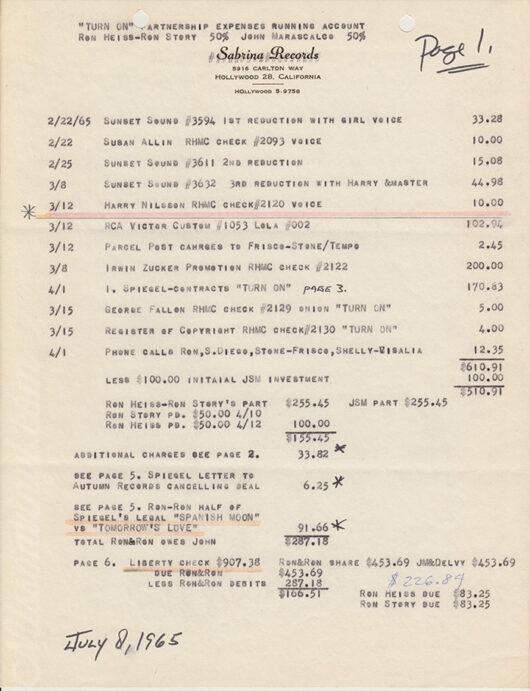 "TURN ON" PARTNERSHIP EXPENSES RUNNING ACCOUNT
RON HEISS-RON STORY 50% JOHN MARASCALCO 50%
Page 1.
Sabrina Records
5916 CARLTON WAY
HOLLYWOOD 28, CALIFORNIA
HOLLYWOOD 5-9758
2/22/65 SUNSET SOUND #3594 1ST REDUCTION WITH GIRL VOICE 33.28
2/22 SUSAN ALLIN RHMC CHECK #2093 VOICE 10.00
2/25 SUNSET SOUND #3611 2ND REDUCTION 15.08
3/8 SUNSET SOUND #3632 3RD REDUCTION WITH HARRY &MASTER 44.98
* 3/12 HARRY NILSSON RHMC CHECK#2120 VOICE 10.00
3/12 RCA VICTOR CUSTOM #1053 LOLA #002 102.94
3/12 PARCEL POST CAHRGES TO FRISCO-STONE/TEMPO 2.45
3/8 IRWIN ZUCKER PROMOTION RHMC CHECK #2122 200.00
4/1 I. SPIEGEL-CONTRACTS "TURN ON" PAGE 3. 170.83
3/15 GEORGE FALLON RHMC CHECK #2129 ONION "TURN ON" 5.00
3/15 REGISTER OF COPYRIGHT RHMC CHECK#2130 "TURN ON" 4.00
4/1 PHONE CALLS RON,S.DIEGO,STONE-FRISCO,SHELLY-VISALIA 12.35
$610.91
LESS $100.00 INITAIAL JSM INVESTMENT 100.00
$510.91
RON HEISS-RON STORY'S PART $255.45 JSM PART $255.45
RON STORY PD. $50.00 4/10
RON HEISS PD. $50.00 4/12 100.00
$155.45
ADDITIONAL CHARGES SEE PAGE 2. 33.82 *
SEE PAGE 5. SPIEGEL LETTER TO
AUTUMN RECORDS CANCELLING DEAL 6.25 *
SEE PAGE 5. RON-RON HALF OF
SPIEGEL'S LEGAL "SPANISH MOON"
VS "TOMORROW'S LOVE" 91.66 *
TOTAL RON&RON OWES JOHN $287.18
PAGE 6. LIBERTY CHECK $907.38 RON&RON SHARE $453.69 JM&DELVY $453.69
DUE RON&RON $453.69 $226.84
LESS RON&RON DEBITS 287.18
$166.51 RON HEISS DUE $83.25
RON STORY DUE $83.25
JULY 8, 1965